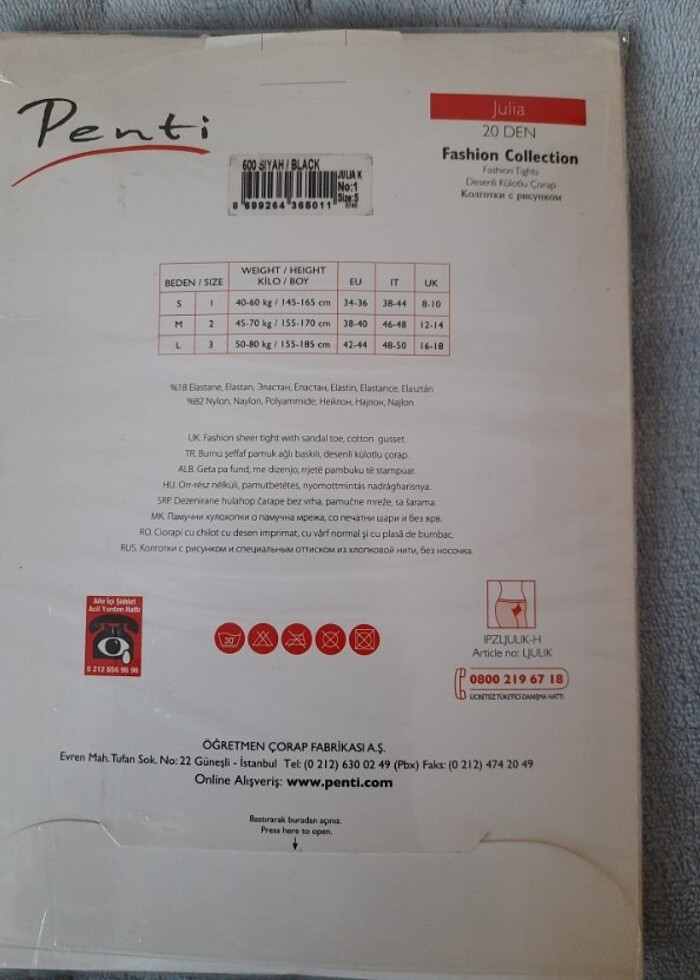 Penti
Julia
20 DEN
Fashion Collection
Fashion Tights
Desenli Külotlu Çorap
Колготки с рисунком
600 SIYAH / BLACK
JULIA K
No:1
Size:S
8 699264 365011
BEDEN / SIZE WEIGHT / HEIGHT KİLO / BOY EU IT UK
S 1 40-60 kg / 145-165 cm 34-36 38-44 8-10
M 2 45-70 kg / 155-170 cm 38-40 46-48 12-14
L 3 50-80 kg / 155-185 cm 42-44 48-50 16-18
%18 Elastane, Elastan, Эластан, Еластан, Elastin, Elastance, Elasztán
%82 Nylon, Naylon, Polyammide, Нейлон, Најлон, Najlon
UK. Fashion sheer tight with sandal toe, cotton gusset.
TR. Burnu şeffaf pamuk ağlı baskılı, desenli külotlu çorap.
ALB. Geta pa fund, me dizenjo, rrjetë pambuku të stampuar.
HU. Orr-rész nélküli, pamutbetétes, nyomottmintás nadrágharisnya.
SRP. Dezenirane hulahop čarape bez vrha, pamučne mreže, sa šarama.
MK. Памучни хулохопки о памучна мрежа, со печатни шари и без врв.
RO. Ciorapi cu chilot cu desen imprimat, cu vârf normal şi cu plasă de bumbac.
RUS. Колготки с рисунком и специальным оттиском из хлопковой нити, без носочка.
Aile İçi Şiddet
Acil Yardım Hattı
0 212 656 96 96
30
IPZLJULIK-H
Article no: LJULIK
0800 219 67 18
ÜCRETSİZ TÜKETİCİ DANIŞMA HATTI
ÖĞRETMEN ÇORAP FABRİKASI A.Ş.
Evren Mah. Tufan Sok. No: 22 Güneşli - İstanbul Tel: (0 212) 630 02 49 (Pbx) Faks: (0 212) 474 20 49
Online Alışveriş: www.penti.com
Bastırarak buradan açınız.
Press here to open.